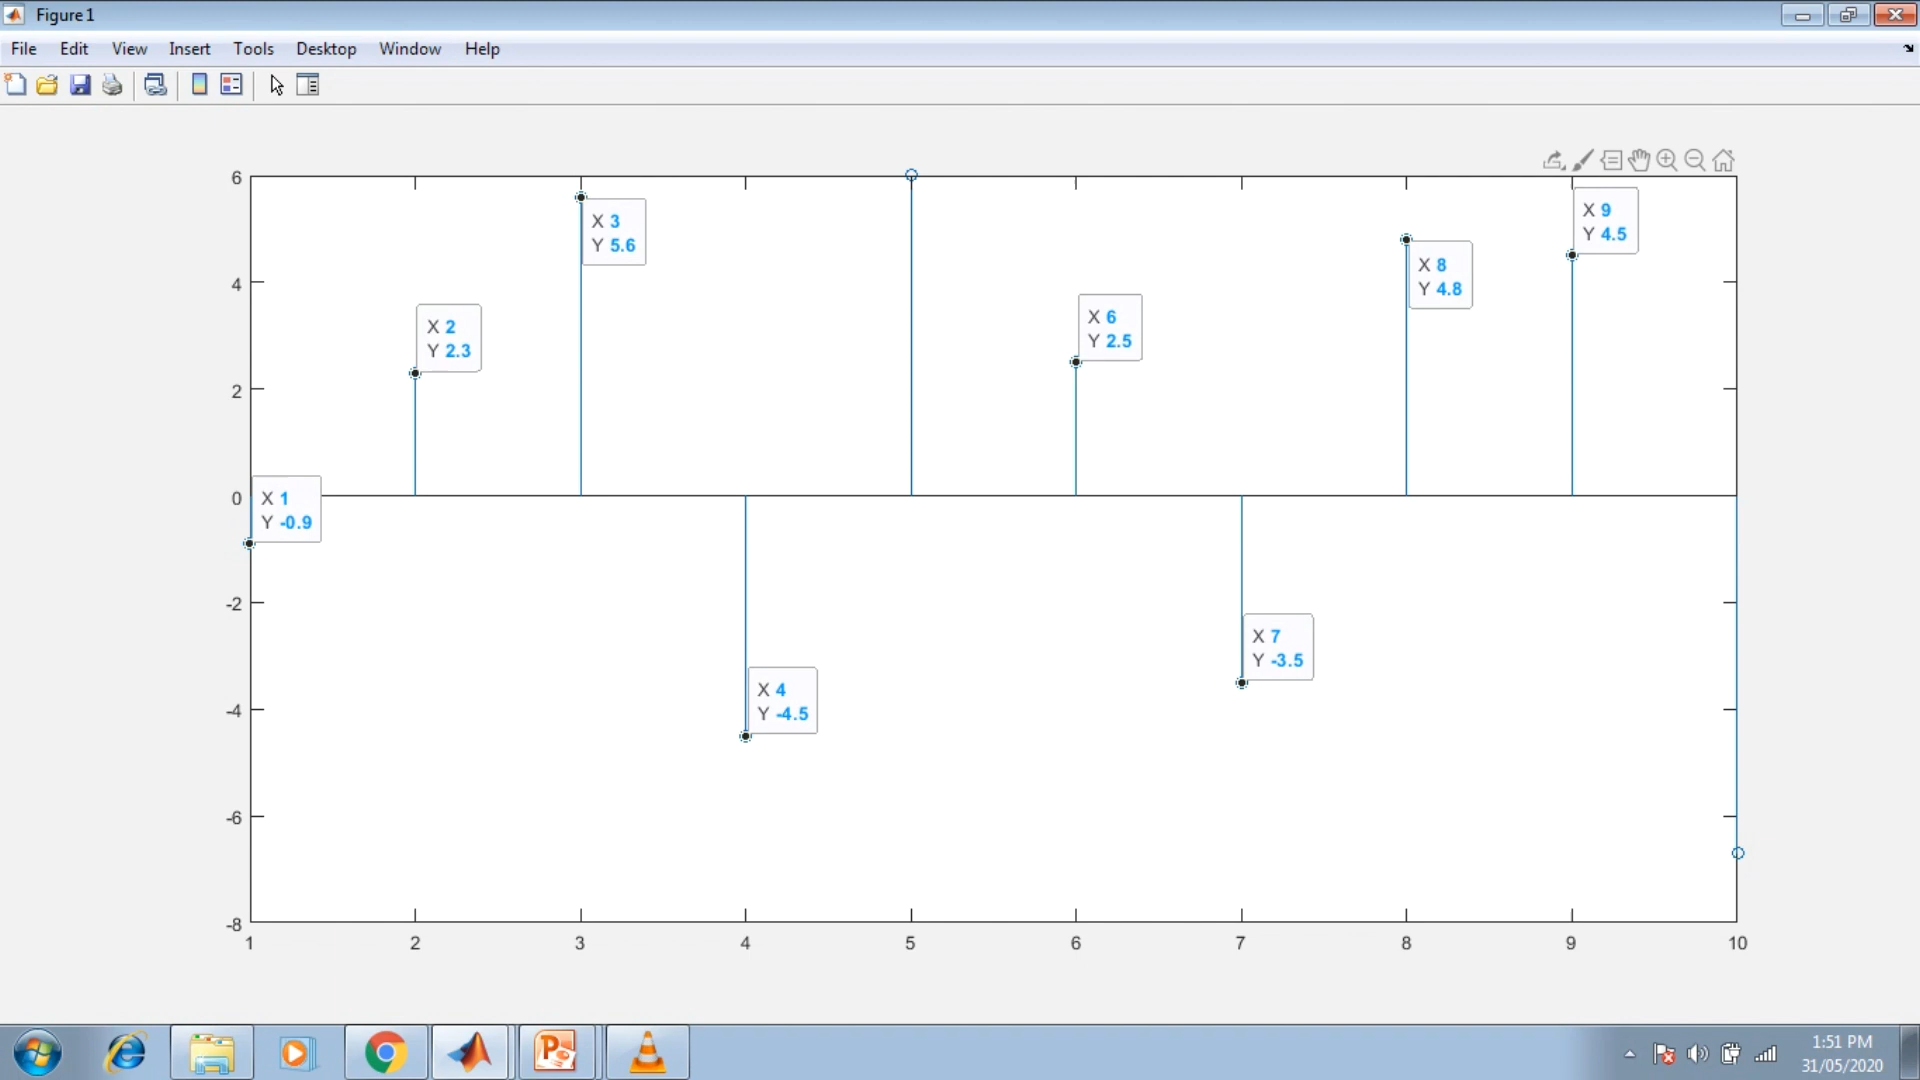 Figure 1
File Edit View Insert Tools Desktop Window Help
6
4
2
0
-2
-4
-6
-8
1 2 3 4 5 6 7 8 9 10
X 1
Y -0.9
X 2
Y 2.3
X 3
Y 5.6
X 4
Y -4.5
X 6
Y 2.5
X 7
Y -3.5
X 8
Y 4.8
X 9
Y 4.5
1:51 PM
31/05/2020